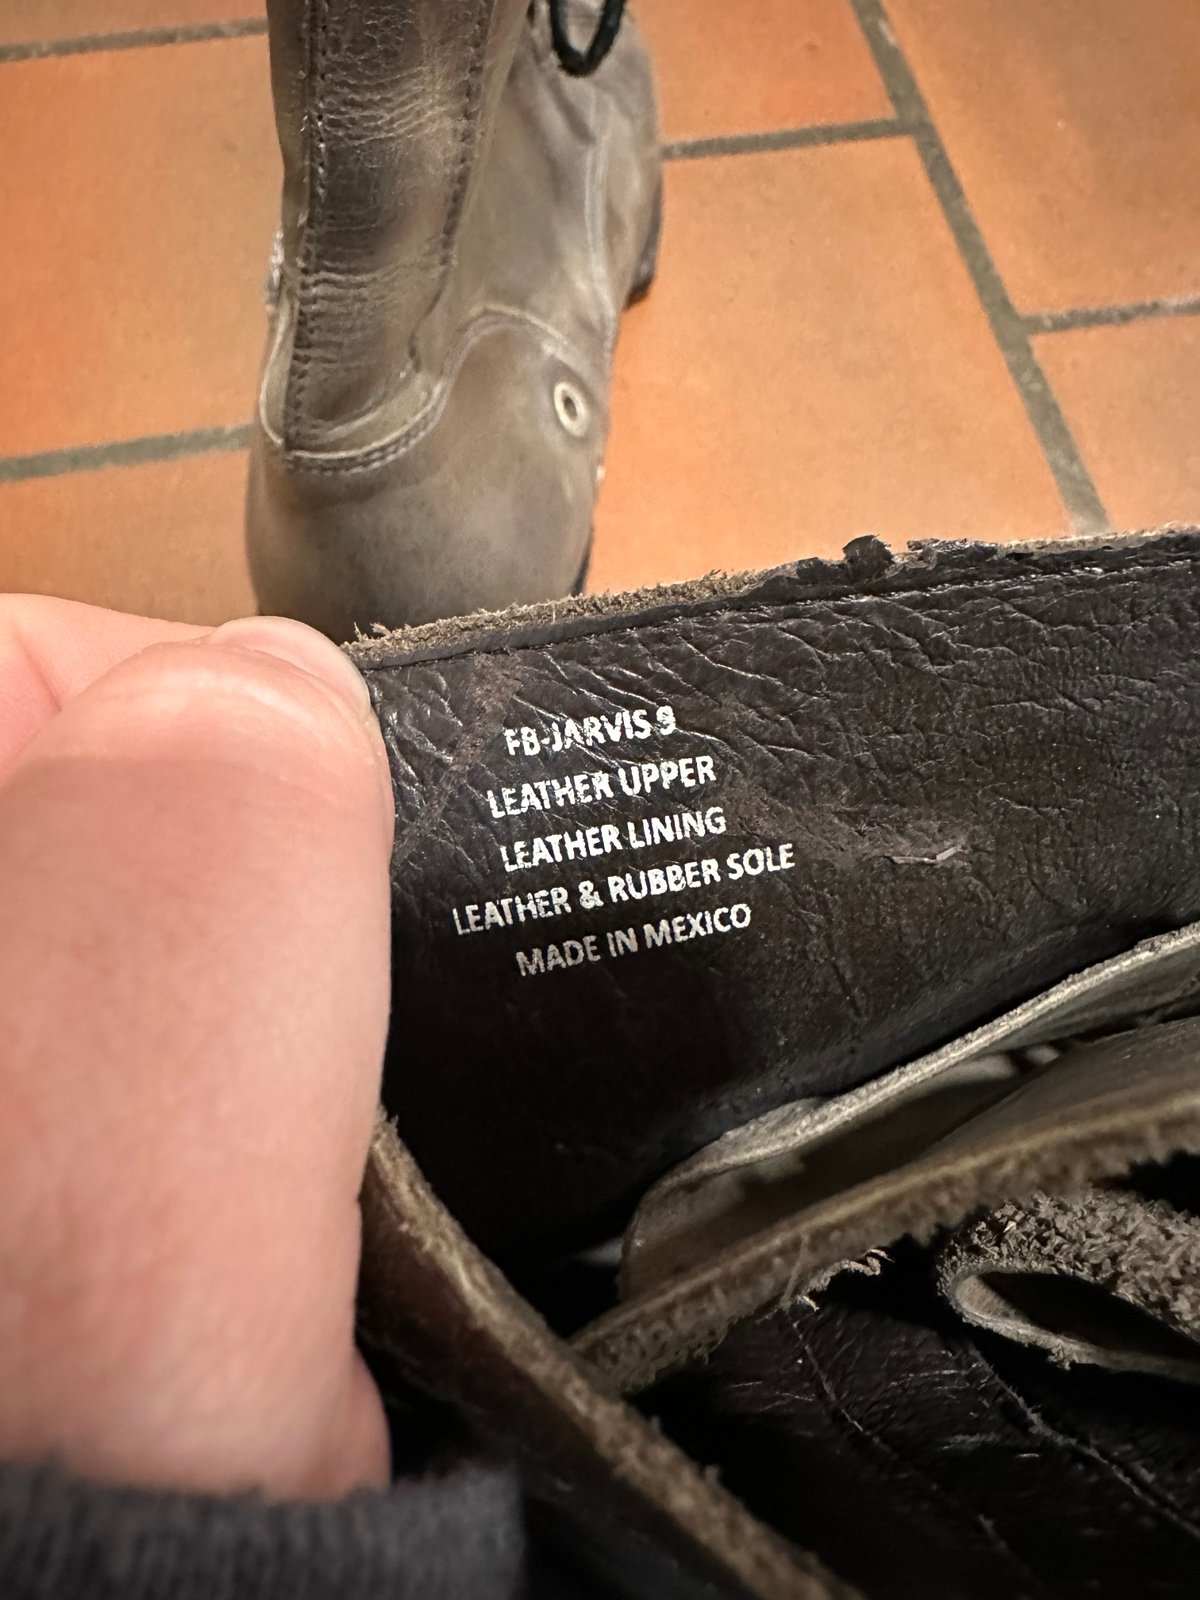 FB-JARVIS 9
LEATHER UPPER
LEATHER LINING
LEATHER & RUBBER SOLE
MADE IN MEXICO